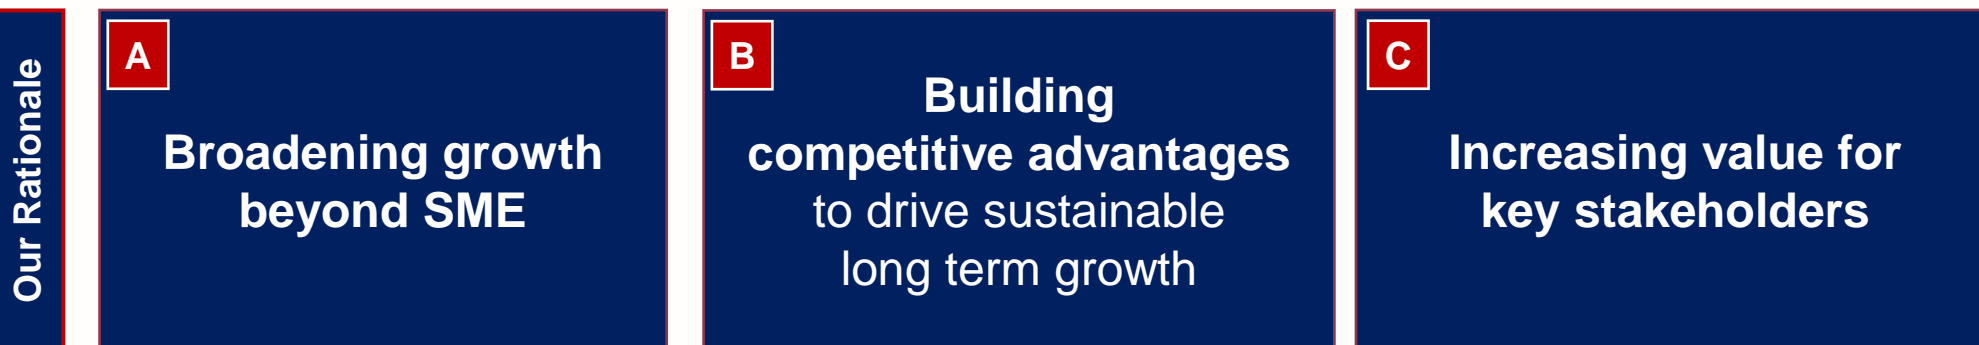 Our Rationale
A
Broadening growth
beyond SME
B
Building
competitive advantages
to drive sustainable
long term growth
C
Increasing value for
key stakeholders